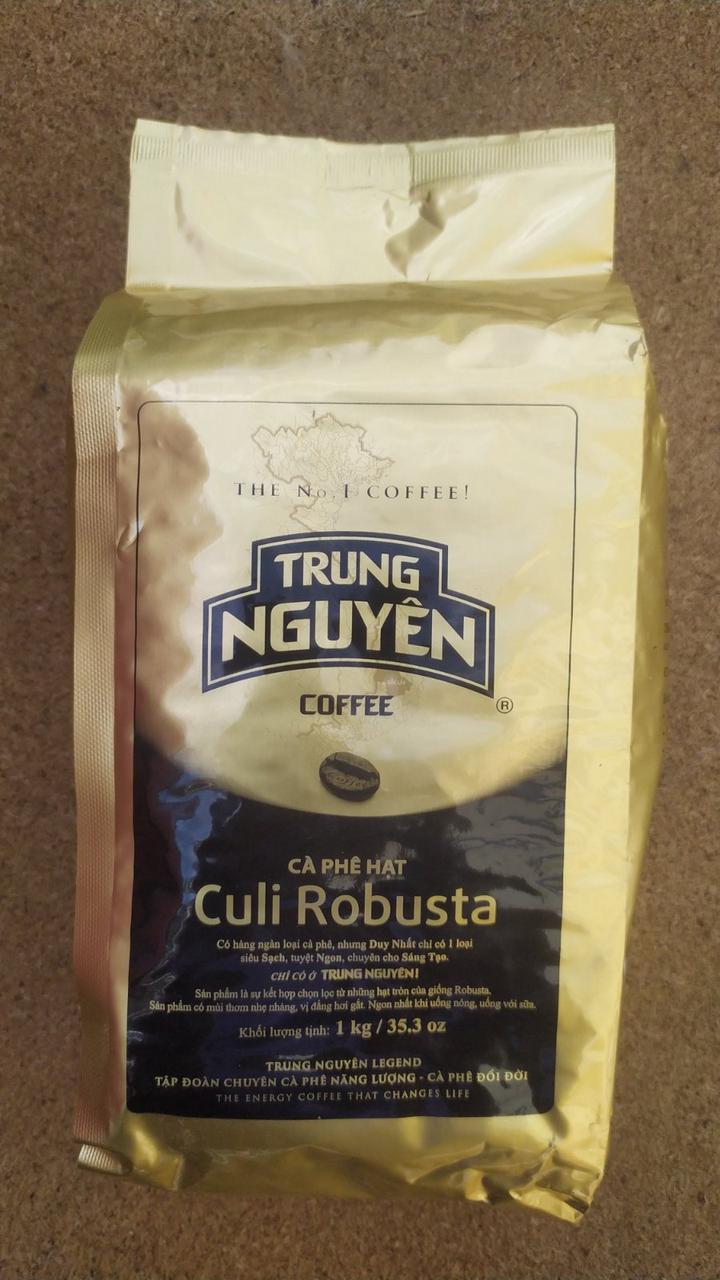 THE No.1 COFFEE!
TRUNG
NGUYÊN
COFFEE
®
Coffee
CÀ PHÊ HẠT
Culi Robusta
Có hàng ngàn loại cà phê, nhưng Duy Nhất chỉ có 1 loại
siêu Sạch, tuyệt Ngon, chuyên cho Sáng Tạo.
CHỈ CÓ Ở TRUNG NGUYÊN!
Sản phẩm là sự kết hợp chọn lọc từ những hạt tròn của giống Robusta.
Sản phẩm có mùi thơm nhẹ nhàng, vị đắng hơi gắt. Ngon nhất khi uống nóng, uống với sữa.
Khối lượng tịnh: 1 kg / 35.3 oz
TRUNG NGUYÊN LEGEND
TẬP ĐOÀN CHUYÊN CÀ PHÊ NĂNG LƯỢNG - CÀ PHÊ ĐỔI ĐỜI
THE ENERGY COFFEE THAT CHANGES LIFE